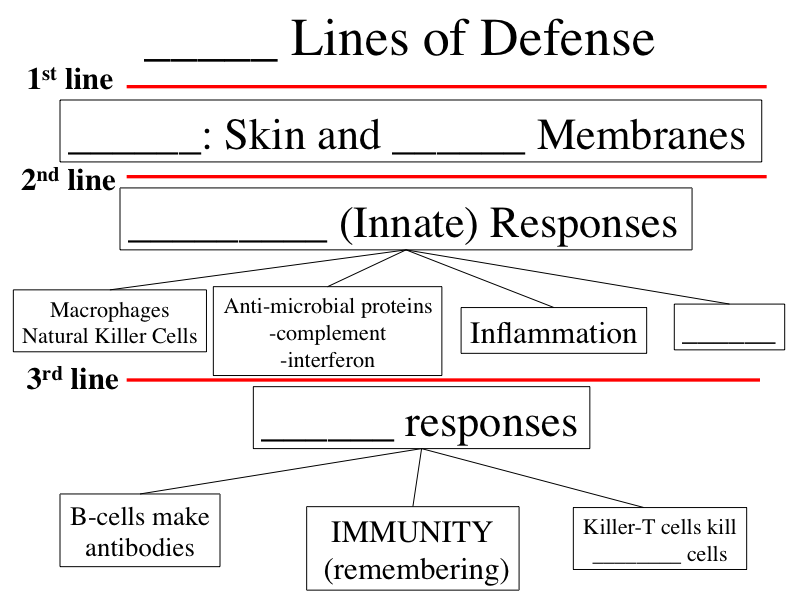 _____ Lines of Defense
1st line
______: Skin and ______ Membranes
2nd line
_________ (Innate) Responses
Macrophages
Natural Killer Cells
Anti-microbial proteins
-complement
-interferon
Inflammation
______
3rd line
______ responses
B-cells make
antibodies
IMMUNITY
(remembering)
Killer-T cells kill
________ cells